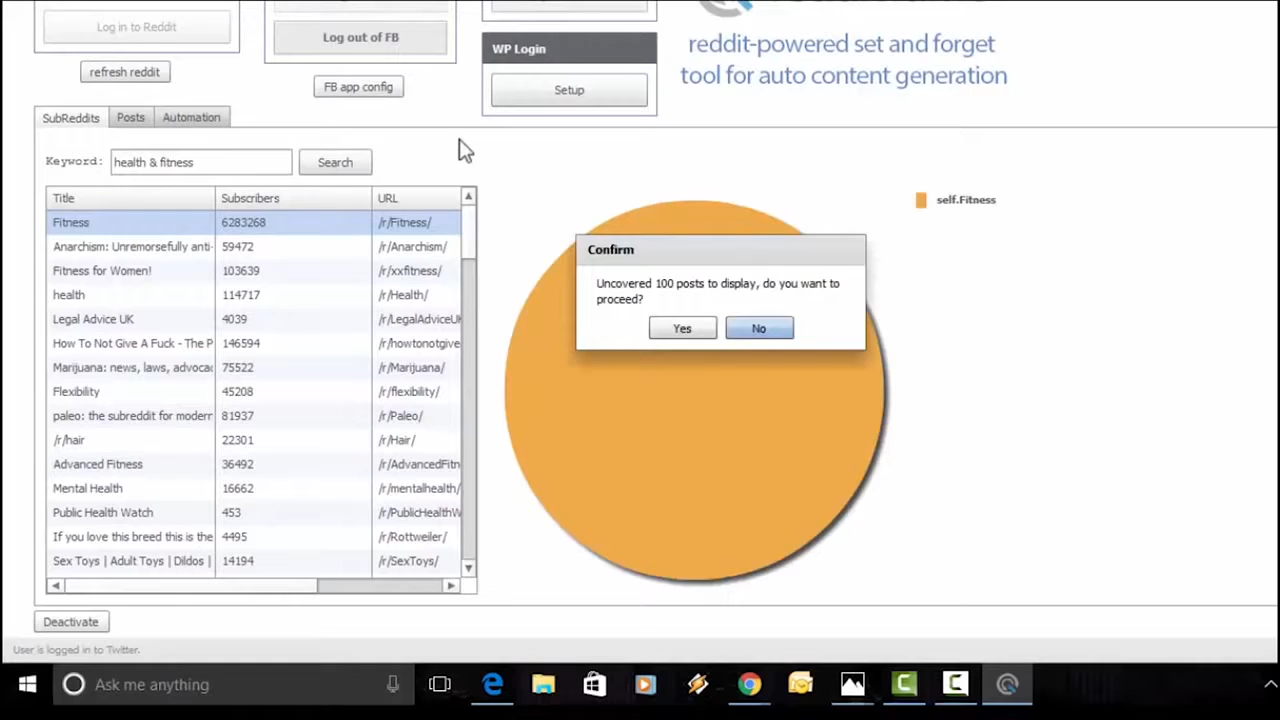 Log in to Reddit
Log out of FB
refresh reddit
FB app config
WP Login
Setup
reddit-powered set and forget
tool for auto content generation
SubReddits Posts Automation
Keyword: health & fitness Search
Title Subscribers URL
Fitness 6283268 /r/Fitness/
Anarchism: Unremorsefully anti- 59472 /r/Anarchism/
Fitness for Women! 103639 /r/xxfitness/
health 114717 /r/Health/
Legal Advice UK 4039 /r/LegalAdviceUK
How To Not Give A Fuck - The P 146594 /r/howtonotgive
Marijuana: news, laws, advocac 75522 /r/Marijuana/
Flexibility 45208 /r/flexibility/
paleo: the subreddit for modern 81937 /r/Paleo/
/r/hair 22301 /r/Hair/
Advanced Fitness 36492 /r/AdvancedFitn
Mental Health 16662 /r/mentalhealth/
Public Health Watch 453 /r/PublicHealthW
If you love this breed this is the 4495 /r/Rottweiler/
Sex Toys | Adult Toys | Dildos | 14194 /r/SexToys/
self.Fitness
Confirm
Uncovered 100 posts to display, do you want to
proceed?
Yes No
Deactivate
User is logged in to Twitter.
Ask me anything